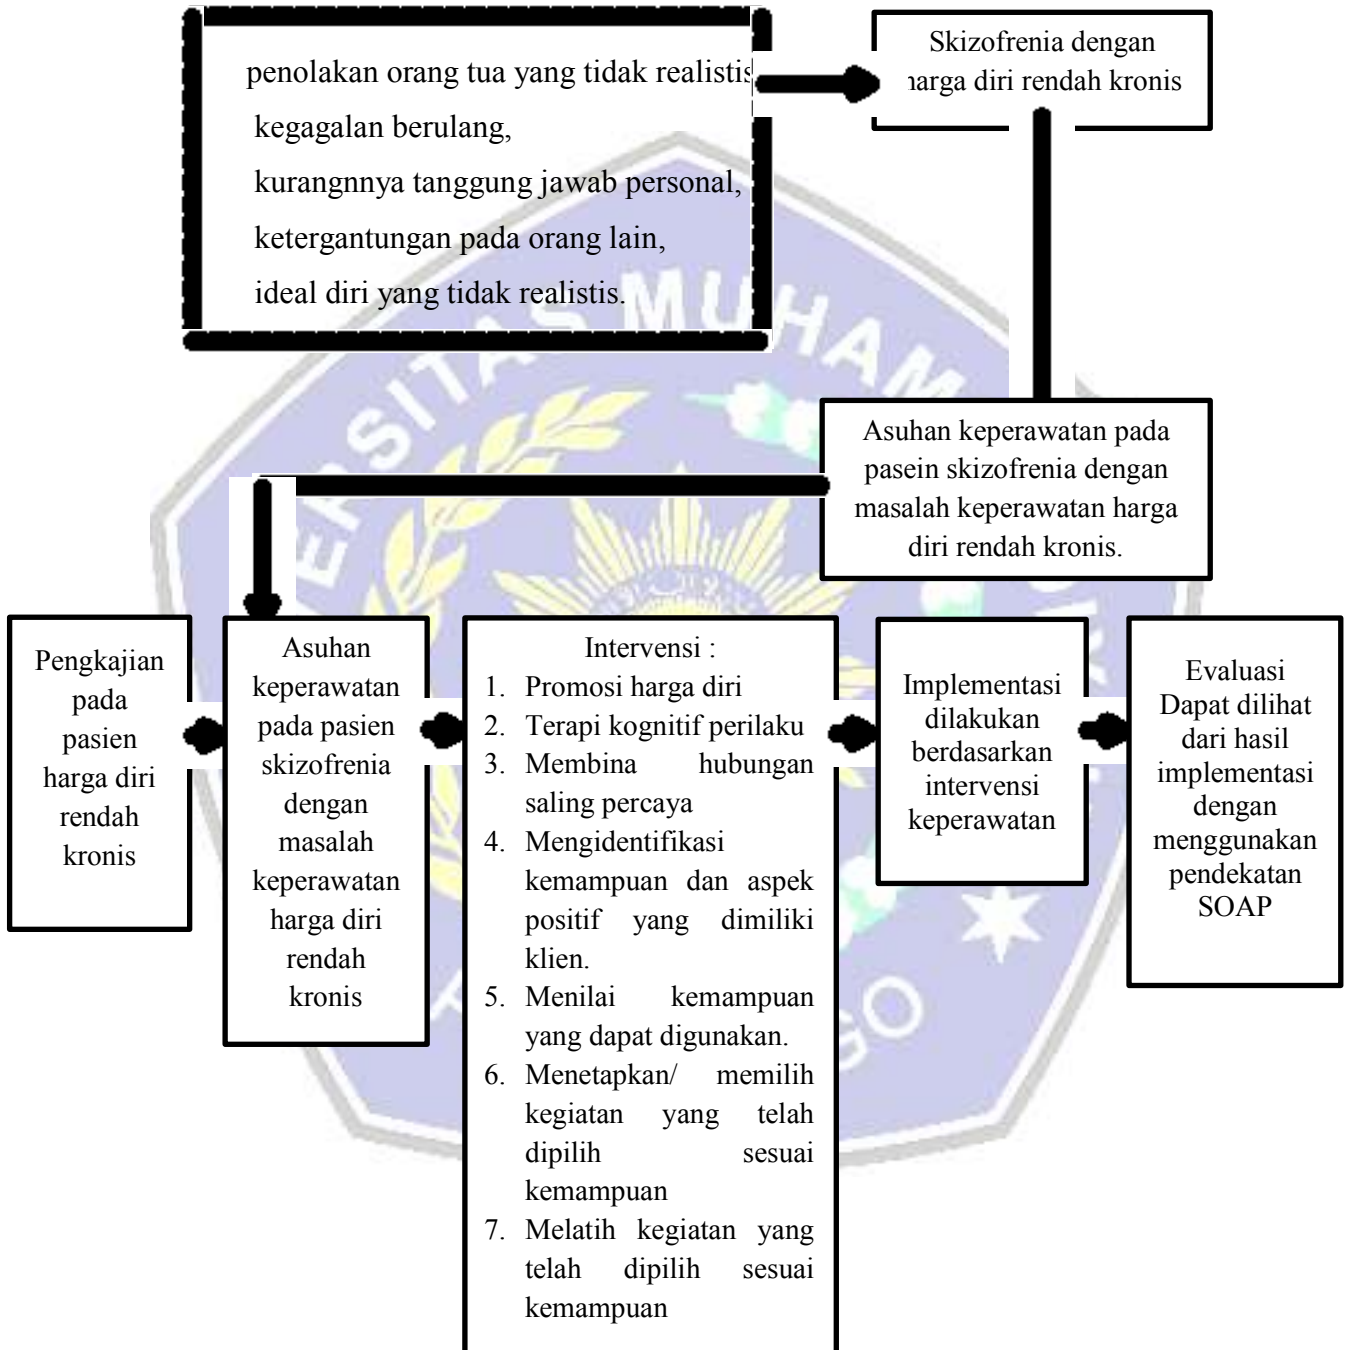 penolakan orang tua yang tidak realistis
kegagalan berulang,
kurangnnya tanggung jawab personal,
ketergantungan pada orang lain,
ideal diri yang tidak realistis.
Skizofrenia dengan
harga diri rendah kronis
Asuhan keperawatan pada
pasein skizofrenia dengan
masalah keperawatan harga
diri rendah kronis.
Pengkajian
pada
pasien
harga diri
rendah
kronis
Asuhan
keperawatan
pada pasien
skizofrenia
dengan
masalah
keperawatan
harga diri
rendah
kronis
Intervensi :
1. Promosi harga diri
2. Terapi kognitif perilaku
3. Membina hubungan
saling percaya
4. Mengidentifikasi
kemampuan dan aspek
positif yang dimiliki
klien.
5. Menilai kemampuan
yang dapat digunakan.
6. Menetapkan/ memilih
kegiatan yang telah
dipilih sesuai
kemampuan
7. Melatih kegiatan yang
telah dipilih sesuai
kemampuan
Implementasi
dilakukan
berdasarkan
intervensi
keperawatan
Evaluasi
Dapat dilihat
dari hasil
implementasi
dengan
menggunakan
pendekatan
SOAP